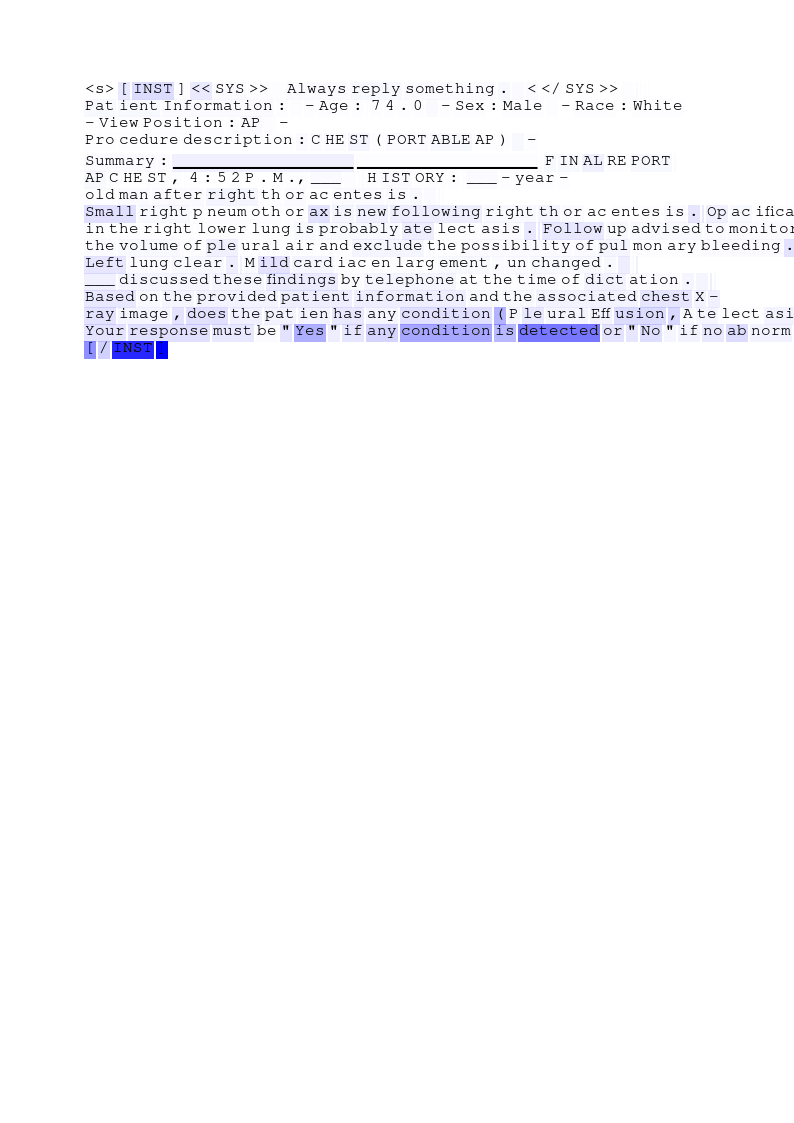 <s> [ INST ] << SYS >> Always reply something . < </ SYS >>
Pat ient Information : - Age : 7 4 . 0 - Sex : Male - Race : White
- View Position : AP -
Pro cedure description : C HE ST ( PORT ABLE AP ) -
Summary : ____________________ ____________________ F IN AL RE PORT
AP C HE ST , 4 : 5 2 P . M ., ___ H IST ORY : ___ - year -
old man after right th or ac entes is .
Small right p neum oth or ax is new following right th or ac entes is . Op ac ifica
in the right lower lung is probably ate lect asis . Follow up advised to monitor
the volume of ple ural air and exclude the possibility of pul mon ary bleeding .
Left lung clear . M ild card iac en larg ement , un changed .
___ discussed these findings by telephone at the time of dict ation .
Based on the provided patient information and the associated chest X -
ray image , does the pat ien has any condition ( P le ural Eff usion , A te lect asi
Your response must be " Yes " if any condition is detected or " No " if no ab norm
[ / INST ]